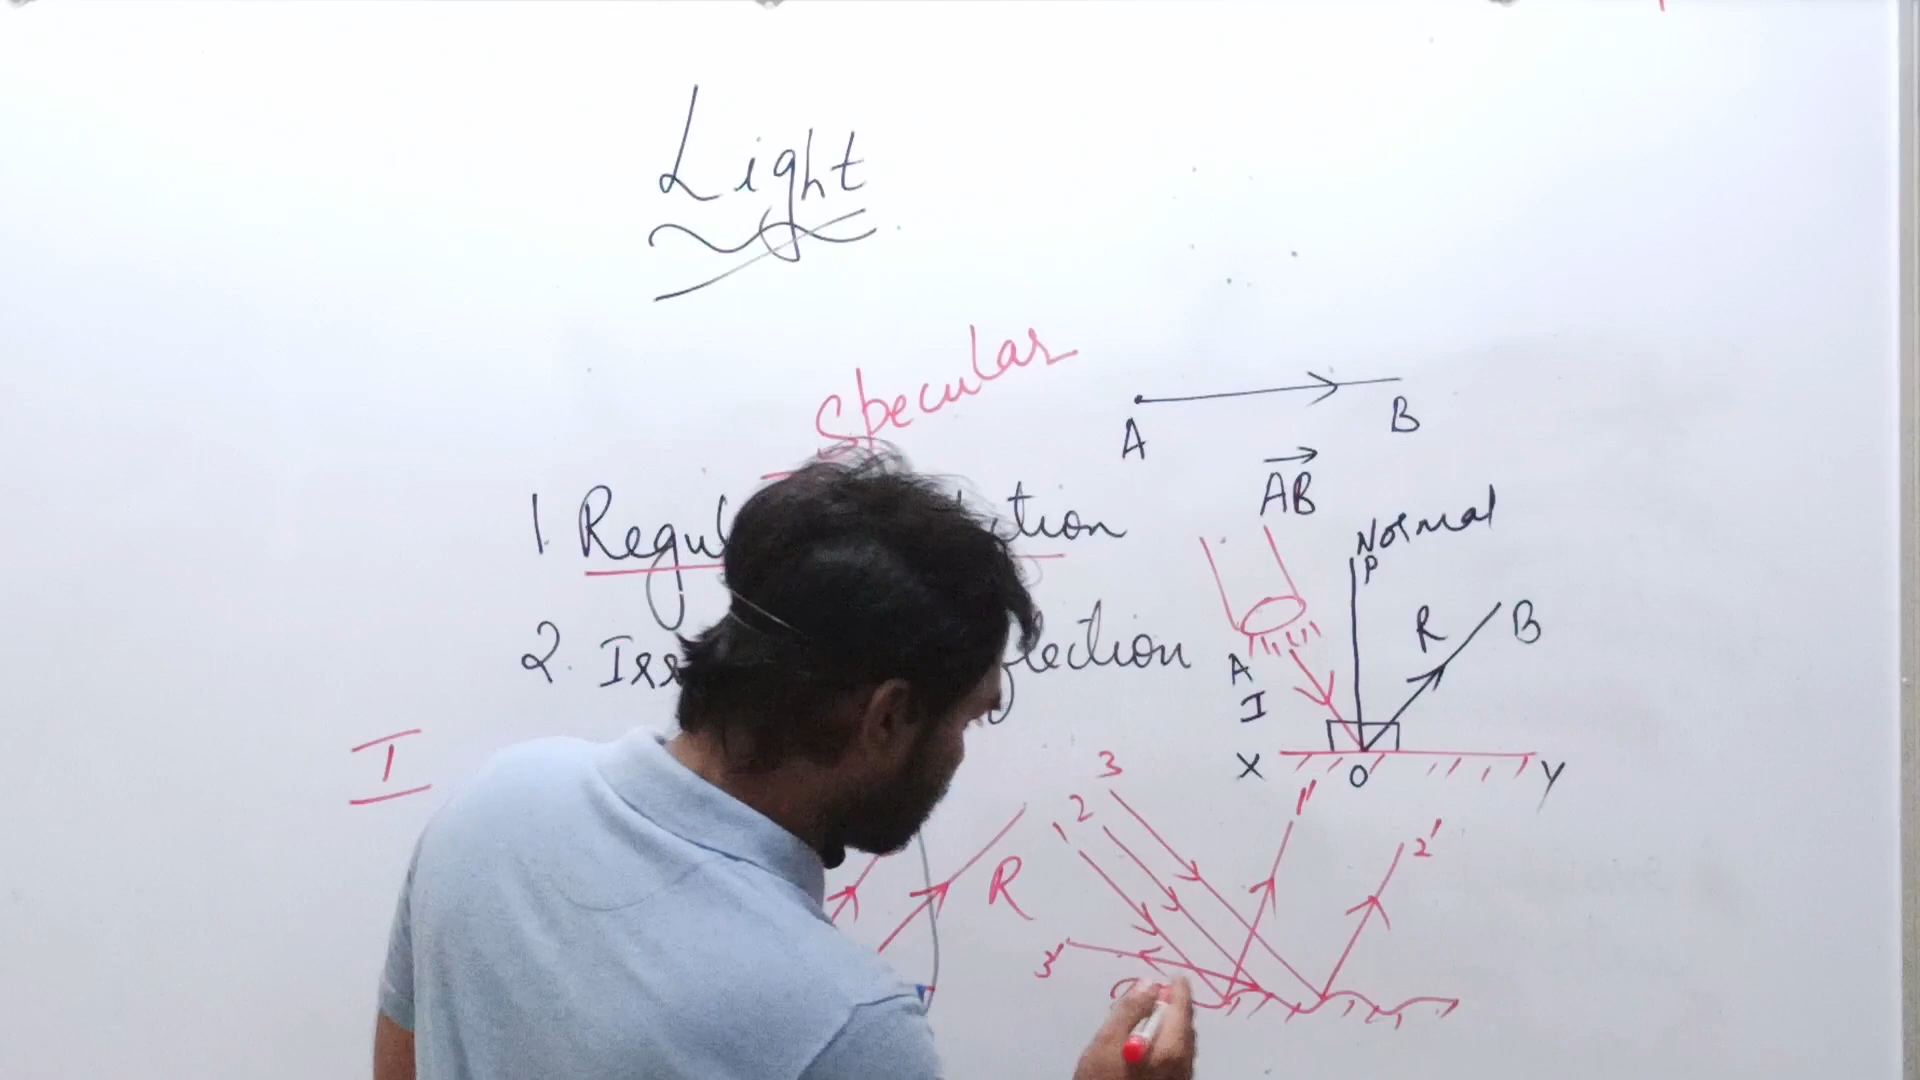 Light
Specular
A B
AB
1. Regul ction
Normal
P
2. Irr flection
R B
A
I
I
X O Y
3
2
1
1'
2'
R
3'